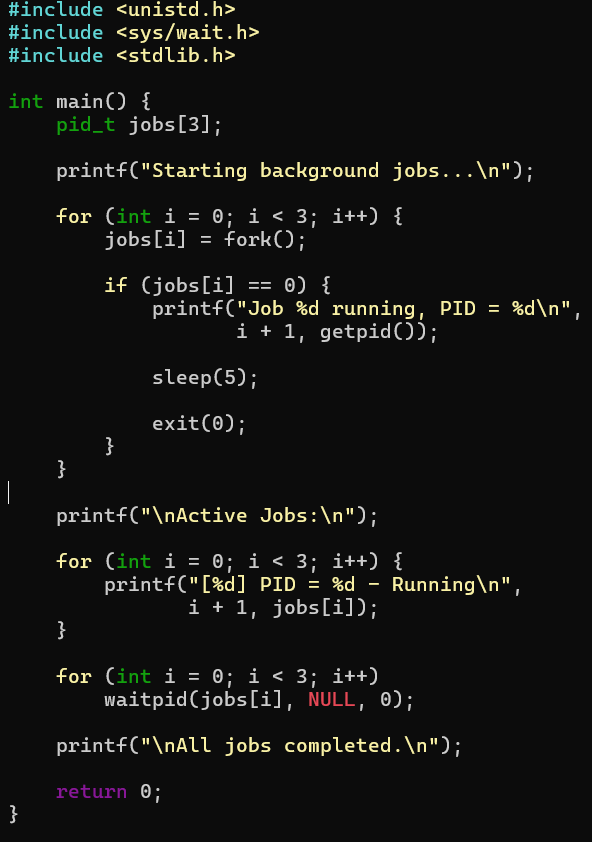 #include <unistd.h>
#include <sys/wait.h>
#include <stdlib.h>

int main() {
    pid_t jobs[3];

    printf("Starting background jobs...\n");

    for (int i = 0; i < 3; i++) {
        jobs[i] = fork();

        if (jobs[i] == 0) {
            printf("Job %d running, PID = %d\n",
                   i + 1, getpid());

            sleep(5);

            exit(0);
        }
    }

    printf("\nActive Jobs:\n");

    for (int i = 0; i < 3; i++) {
        printf("[%d] PID = %d - Running\n",
               i + 1, jobs[i]);
    }

    for (int i = 0; i < 3; i++)
        waitpid(jobs[i], NULL, 0);

    printf("\nAll jobs completed.\n");

    return 0;
}